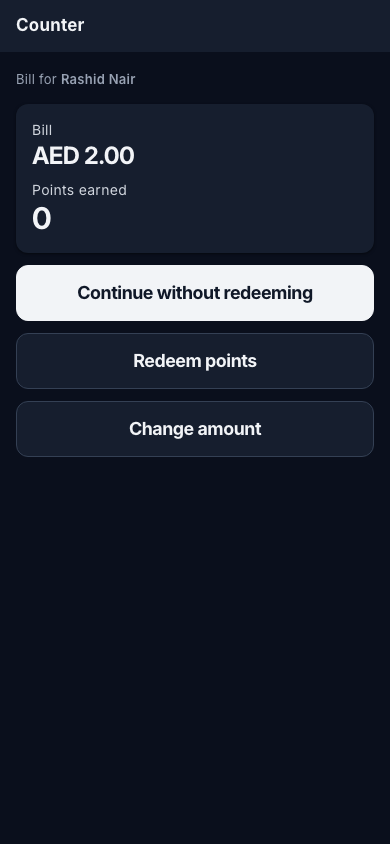 Counter
Bill for Rashid Nair
Bill
AED 2.00
Points earned
0
Continue without redeeming
Redeem points
Change amount